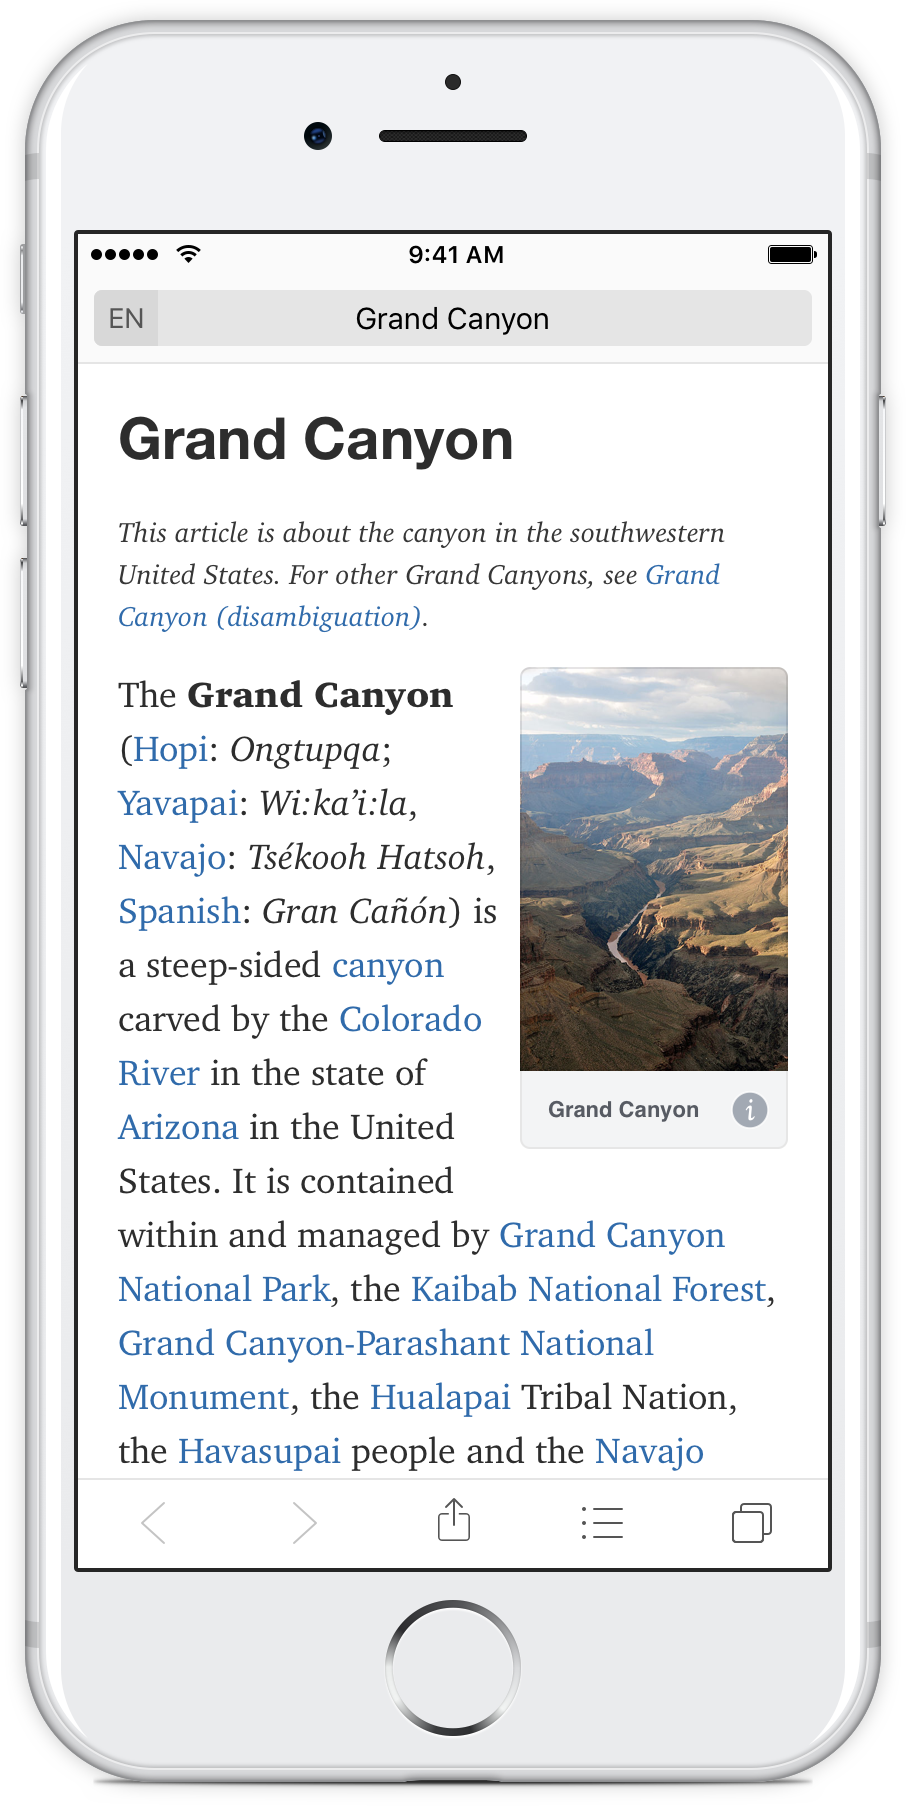 9:41 AM
EN
Grand Canyon
Grand Canyon
This article is about the canyon in the southwestern
United States. For other Grand Canyons, see Grand
Canyon (disambiguation).
The Grand Canyon
(Hopi: Ongtupqa;
Yavapai: Wi:ka’i:la,
Navajo: Tsékooh Hatsoh,
Spanish: Gran Cañón) is
a steep-sided canyon
carved by the Colorado
River in the state of
Arizona in the United
States. It is contained
within and managed by Grand Canyon
National Park, the Kaibab National Forest,
Grand Canyon-Parashant National
Monument, the Hualapai Tribal Nation,
the Havasupai people and the Navajo
Grand Canyon
i